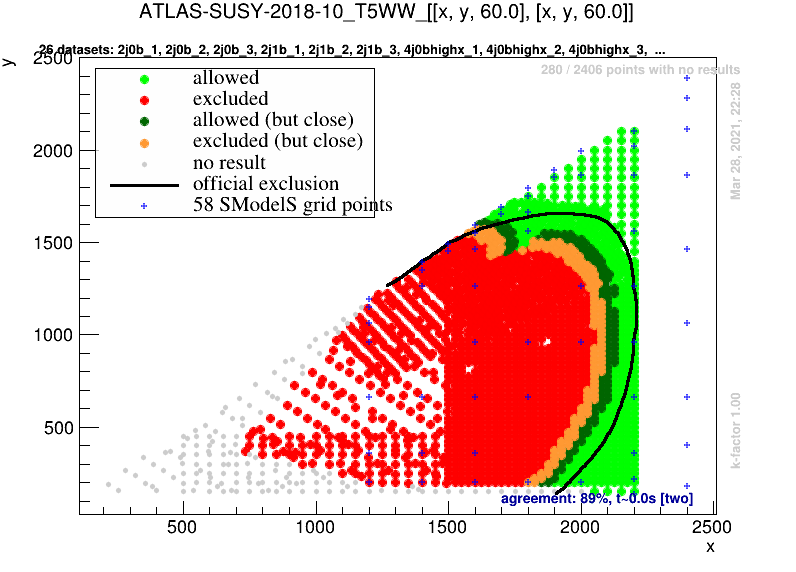 ATLAS-SUSY-2018-10_T5WW_[[x, y, 60.0], [x, y, 60.0]]
26 datasets: 2j0b_1, 2j0b_2, 2j0b_3, 2j1b_1, 2j1b_2, 2j1b_3, 4j0bhighx_1, 4j0bhighx_2, 4j0bhighx_3, ...
y
2500
2000
1500
1000
500
280 / 2406 points with no results
allowed
excluded
allowed (but close)
excluded (but close)
no result
official exclusion
58 SModelS grid points
Mar 28, 2021, 22:28
k-factor 1.00
agreement: 89%, t~0.0s [two]
500
1000
1500
2000
2500
x